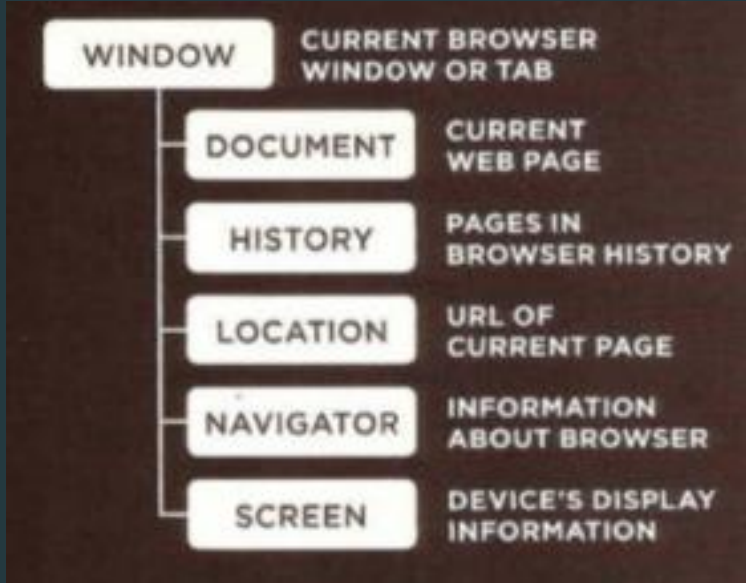 WINDOW
CURRENT BROWSER
WINDOW OR TAB
DOCUMENT
CURRENT
WEB PAGE
HISTORY
PAGES IN
BROWSER HISTORY
LOCATION
URL OF
CURRENT PAGE
NAVIGATOR
INFORMATION
ABOUT BROWSER
SCREEN
DEVICE'S DISPLAY
INFORMATION